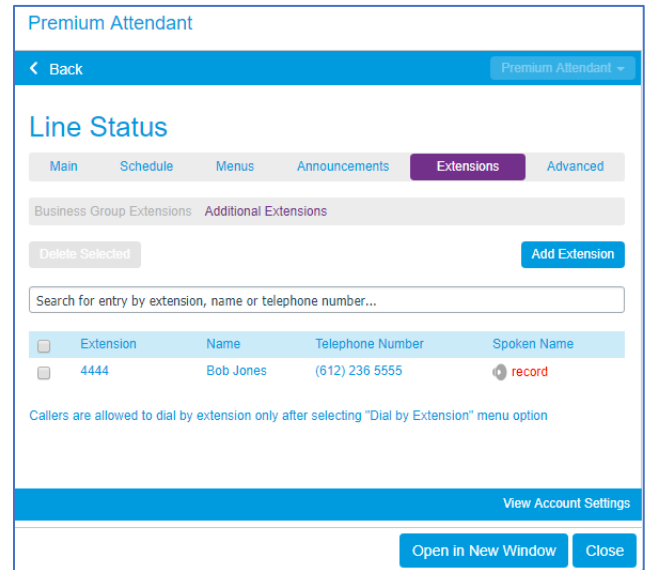 Premium Attendant
Back Premium Attendant
Line Status
Main Schedule Menus Announcements Extensions Advanced
Business Group Extensions Additional Extensions
Delete Selected Add Extension
Search for entry by extension, name or telephone number...
Extension Name Telephone Number Spoken Name
4444 Bob Jones (612) 236 5555 record
Callers are allowed to dial by extension only after selecting "Dial by Extension" menu option
View Account Settings
Open in New Window Close